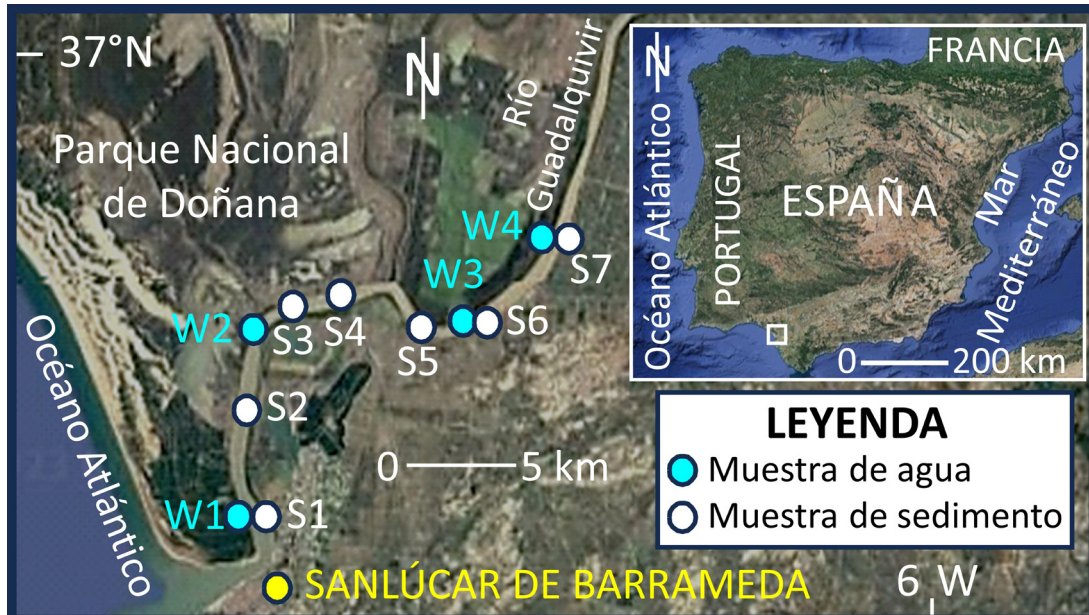 37°N
N
Río
Guadalquivir
Parque Nacional
de Doñana
Océano Atlántico
W4
S7
W3
S6
S5
S4
S3
W2
S2
W1
S1
0 5 km
SANLÚCAR DE BARRAMEDA
6 W
N
FRANCIA
Océano Atlántico
PORTUGAL
ESPAÑA
Mar
Mediterráneo
0 200 km
LEYENDA
Muestra de agua
Muestra de sedimento